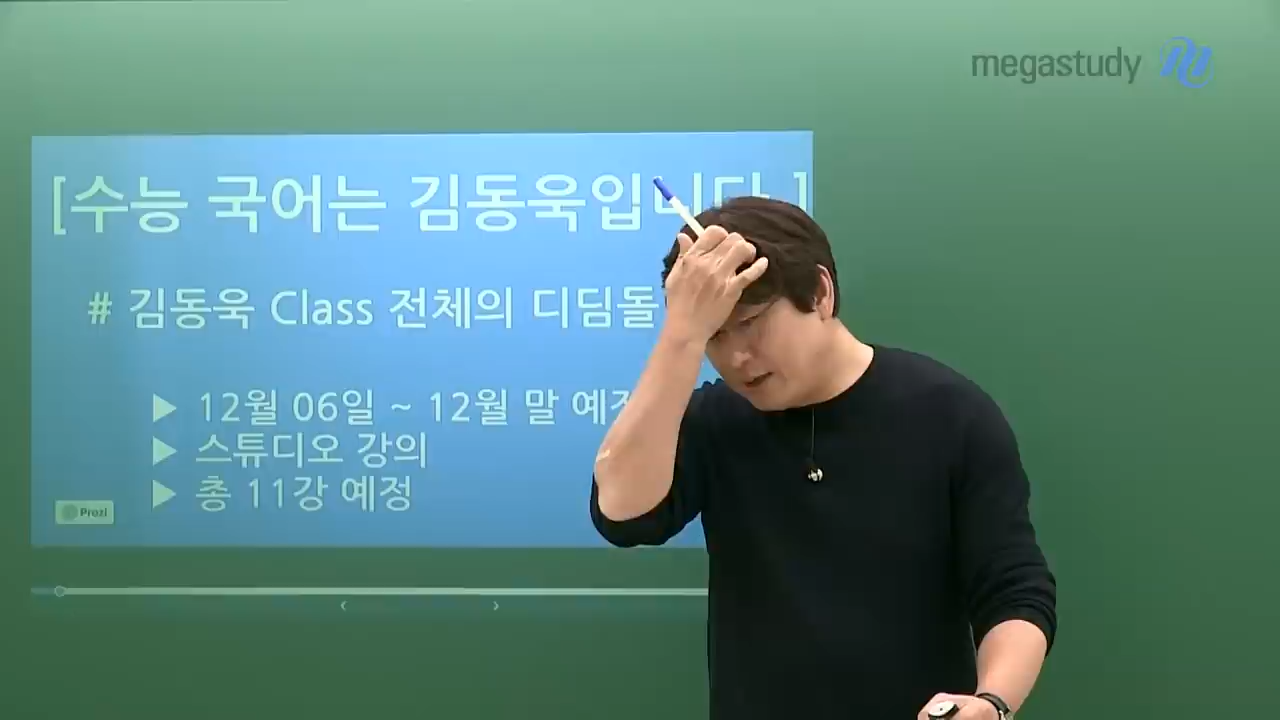 megastudy
[수능 국어는 김동욱입니다.]
# 김동욱 Class 전체의 디딤돌
▶ 12월 06일 ~ 12월 말 예정
▶ 스튜디오 강의
▶ 총 11강 예정
Prezi